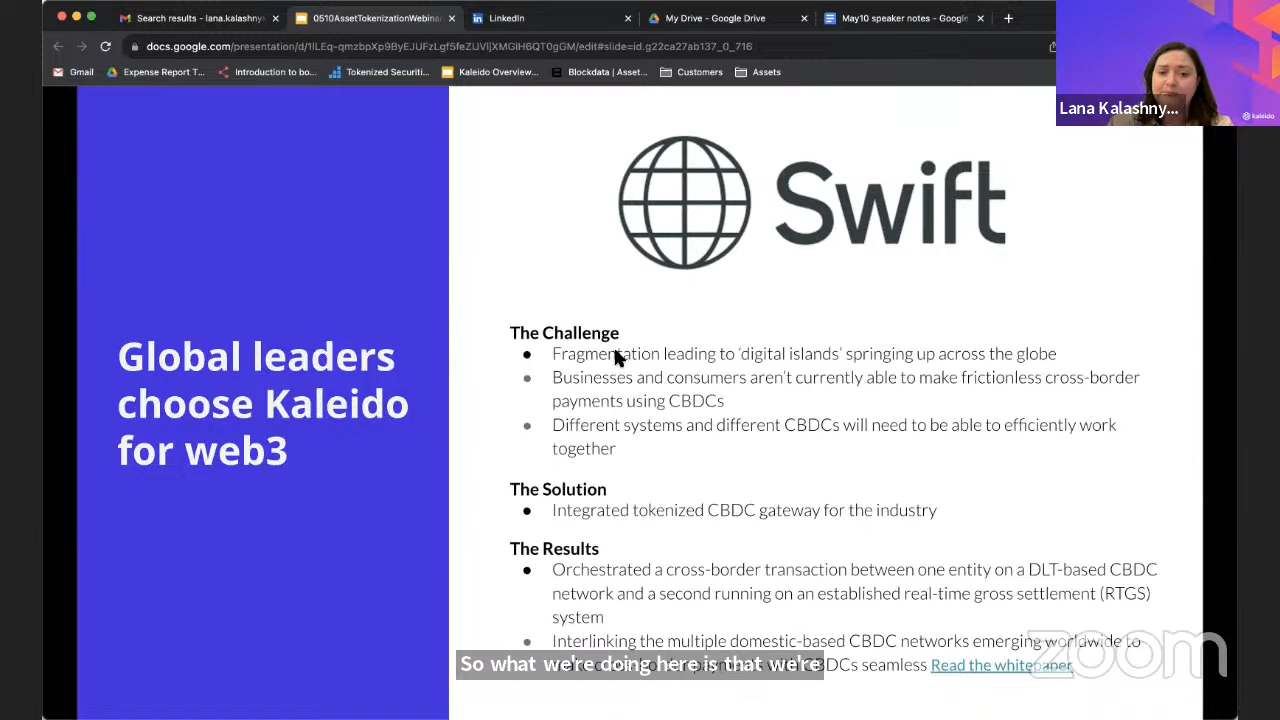 Search results - lana.kalashny
0510AssetTokenizationWebinar
LinkedIn
My Drive - Google Drive
May10 speaker notes - Google
docs.google.com/presentation/d/
Gmail
Expense Report T...
Introduction to bo...
Tokenized Securiti...
Kaleido Overview...
Blockdata | Asset...
Customers
Assets
Lana Kalashny...
kaleido
Swift
Global leaders
choose Kaleido
for web3
The Challenge
● Fragmentation leading to ‘digital islands’ springing up across the globe
● Businesses and consumers aren’t currently able to make frictionless cross-border
payments using CBDCs
● Different systems and different CBDCs will need to be able to efficiently work
together
The Solution
● Integrated tokenized CBDC gateway for the industry
The Results
● Orchestrated a cross-border transaction between one entity on a DLT-based CBDC
network and a second running on an established real-time gross settlement (RTGS)
system
● Interlinking the multiple domestic-based CBDC networks emerging worldwide to
CBDCs seamless Read the whitepaper
So what we're doing here is that we're
zoom